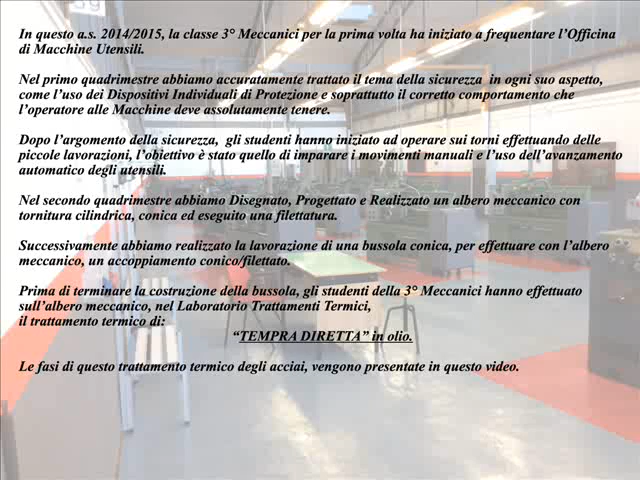 In questo a.s. 2014/2015, la classe 3° Meccanici per la prima volta ha iniziato a frequentare l'Officina
di Macchine Utensili.
Nel primo quadrimestre abbiamo accuratamente trattato il tema della sicurezza in ogni suo aspetto,
come l'uso dei Dispositivi Individuali di Protezione e soprattutto il corretto comportamento che
l'operatore alle Macchine deve assolutamente tenere.
Dopo l'argomento della sicurezza, gli studenti hanno iniziato ad operare sui torni effettuando delle
piccole lavorazioni, l'obiettivo è stato quello di imparare i movimenti manuali e l'uso dell'avanzamento
automatico degli utensili.
Nel secondo quadrimestre abbiamo Disegnato, Progettato e Realizzato un albero meccanico con
tornitura cilindrica, conica ed eseguito una filettatura.
Successivamente abbiamo realizzato la lavorazione di una bussola conica, per effettuare con l'albero
meccanico, un accoppiamento conico/filettato.
Prima di terminare la costruzione della bussola, gli studenti della 3° Meccanici hanno effettuato
sull'albero meccanico, nel Laboratorio Trattamenti Termici,
il trattamento termico di:
“TEMPRA DIRETTA” in olio.
Le fasi di questo trattamento termico degli acciai, vengono presentate in questo video.